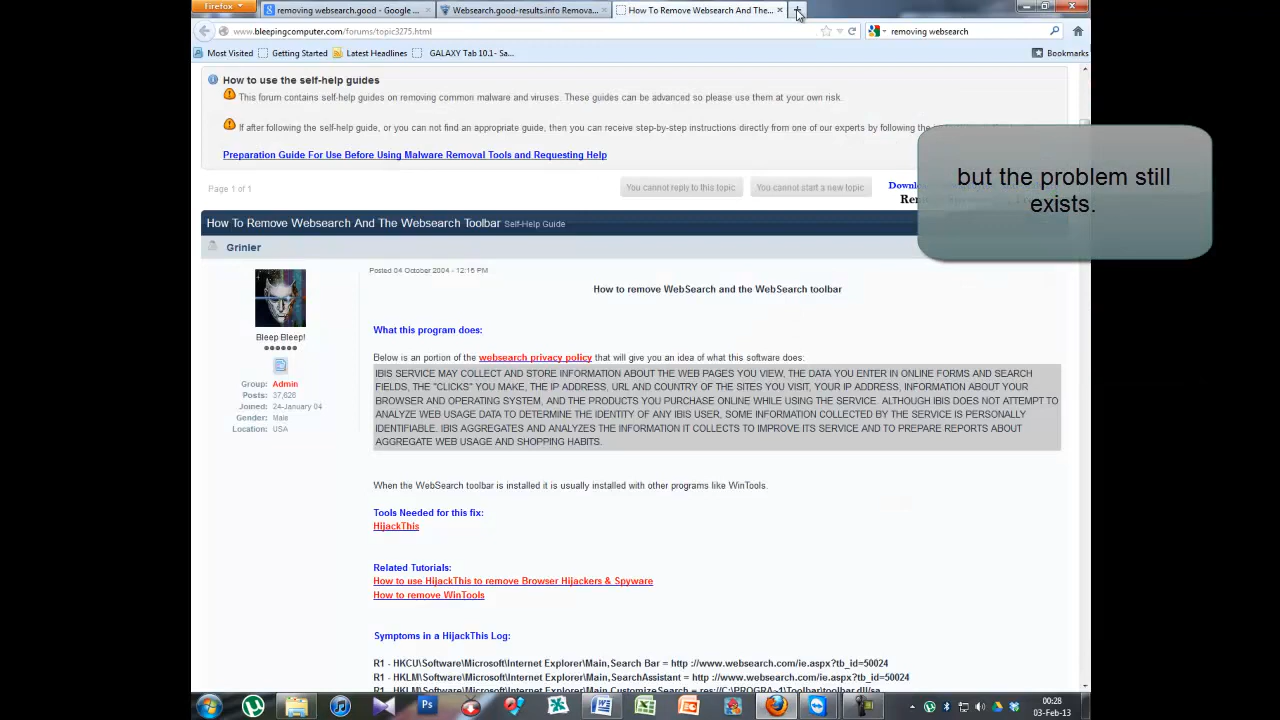 Firefox
removing websearch.good - Google ...
Websearch.good-results.info Remova...
How To Remove Websearch And The...
www.bleepingcomputer.com/forums/topic3275.html
removing websearch
Most Visited
Getting Started
Latest Headlines
GALAXY Tab 10.1- Sa...
Bookmarks
How to use the self-help guides
This forum contains self-help guides on removing common malware and viruses. These guides can be advanced so please use them at your own risk.
If after following the self-help guide, or you can not find an appropriate guide, then you can receive step-by-step instructions directly from one of our experts by following the
Preparation Guide For Use Before Using Malware Removal Tools and Requesting Help
but the problem still
exists.
Page 1 of 1
You cannot reply to this topic
You cannot start a new topic
How To Remove Websearch And The Websearch Toolbar Self-Help Guide
Grinler
Posted 04 October 2004 - 12:15 PM
Bleep Bleep!
Group: Admin
Posts: 37,626
Joined: 24-January 04
Gender: Male
Location: USA
How to remove WebSearch and the WebSearch toolbar
What this program does:
Below is an portion of the websearch privacy policy that will give you an idea of what this software does:
IBIS SERVICE MAY COLLECT AND STORE INFORMATION ABOUT THE WEB PAGES YOU VIEW, THE DATA YOU ENTER IN ONLINE FORMS AND SEARCH
FIELDS, THE "CLICKS" YOU MAKE, THE IP ADDRESS, URL AND COUNTRY OF THE SITES YOU VISIT, YOUR IP ADDRESS, INFORMATION ABOUT YOUR
BROWSER AND OPERATING SYSTEM, AND THE PRODUCTS YOU PURCHASE ONLINE WHILE USING THE SERVICE. ALTHOUGH IBIS DOES NOT ATTEMPT TO
ANALYZE WEB USAGE DATA TO DETERMINE THE IDENTITY OF ANY IBIS USER, SOME INFORMATION COLLECTED BY THE SERVICE IS PERSONALLY
IDENTIFIABLE. IBIS AGGREGATES AND ANALYZES THE INFORMATION IT COLLECTS TO IMPROVE ITS SERVICE AND TO PREPARE REPORTS ABOUT
AGGREGATE WEB USAGE AND SHOPPING HABITS.
When the WebSearch toolbar is installed it is usually installed with other programs like WinTools.
Tools Needed for this fix:
HijackThis
Related Tutorials:
How to use HijackThis to remove Browser Hijackers & Spyware
How to remove WinTools
Symptoms in a HijackThis Log:
R1 - HKCU\Software\Microsoft\Internet Explorer\Main,Search Bar = http ://www.websearch.com/ie.aspx?tb_id=50024
R1 - HKLM\Software\Microsoft\Internet Explorer\Main,SearchAssistant = http ://www.websearch.com/ie.aspx?tb_id=50024
R1 - HKLM\Software\Microsoft\Internet Explorer\Main,CustomizeSearch = res://C:\PROGRA~1\Toolbar\toolbar.dll/sa
00:28
03-Feb-13